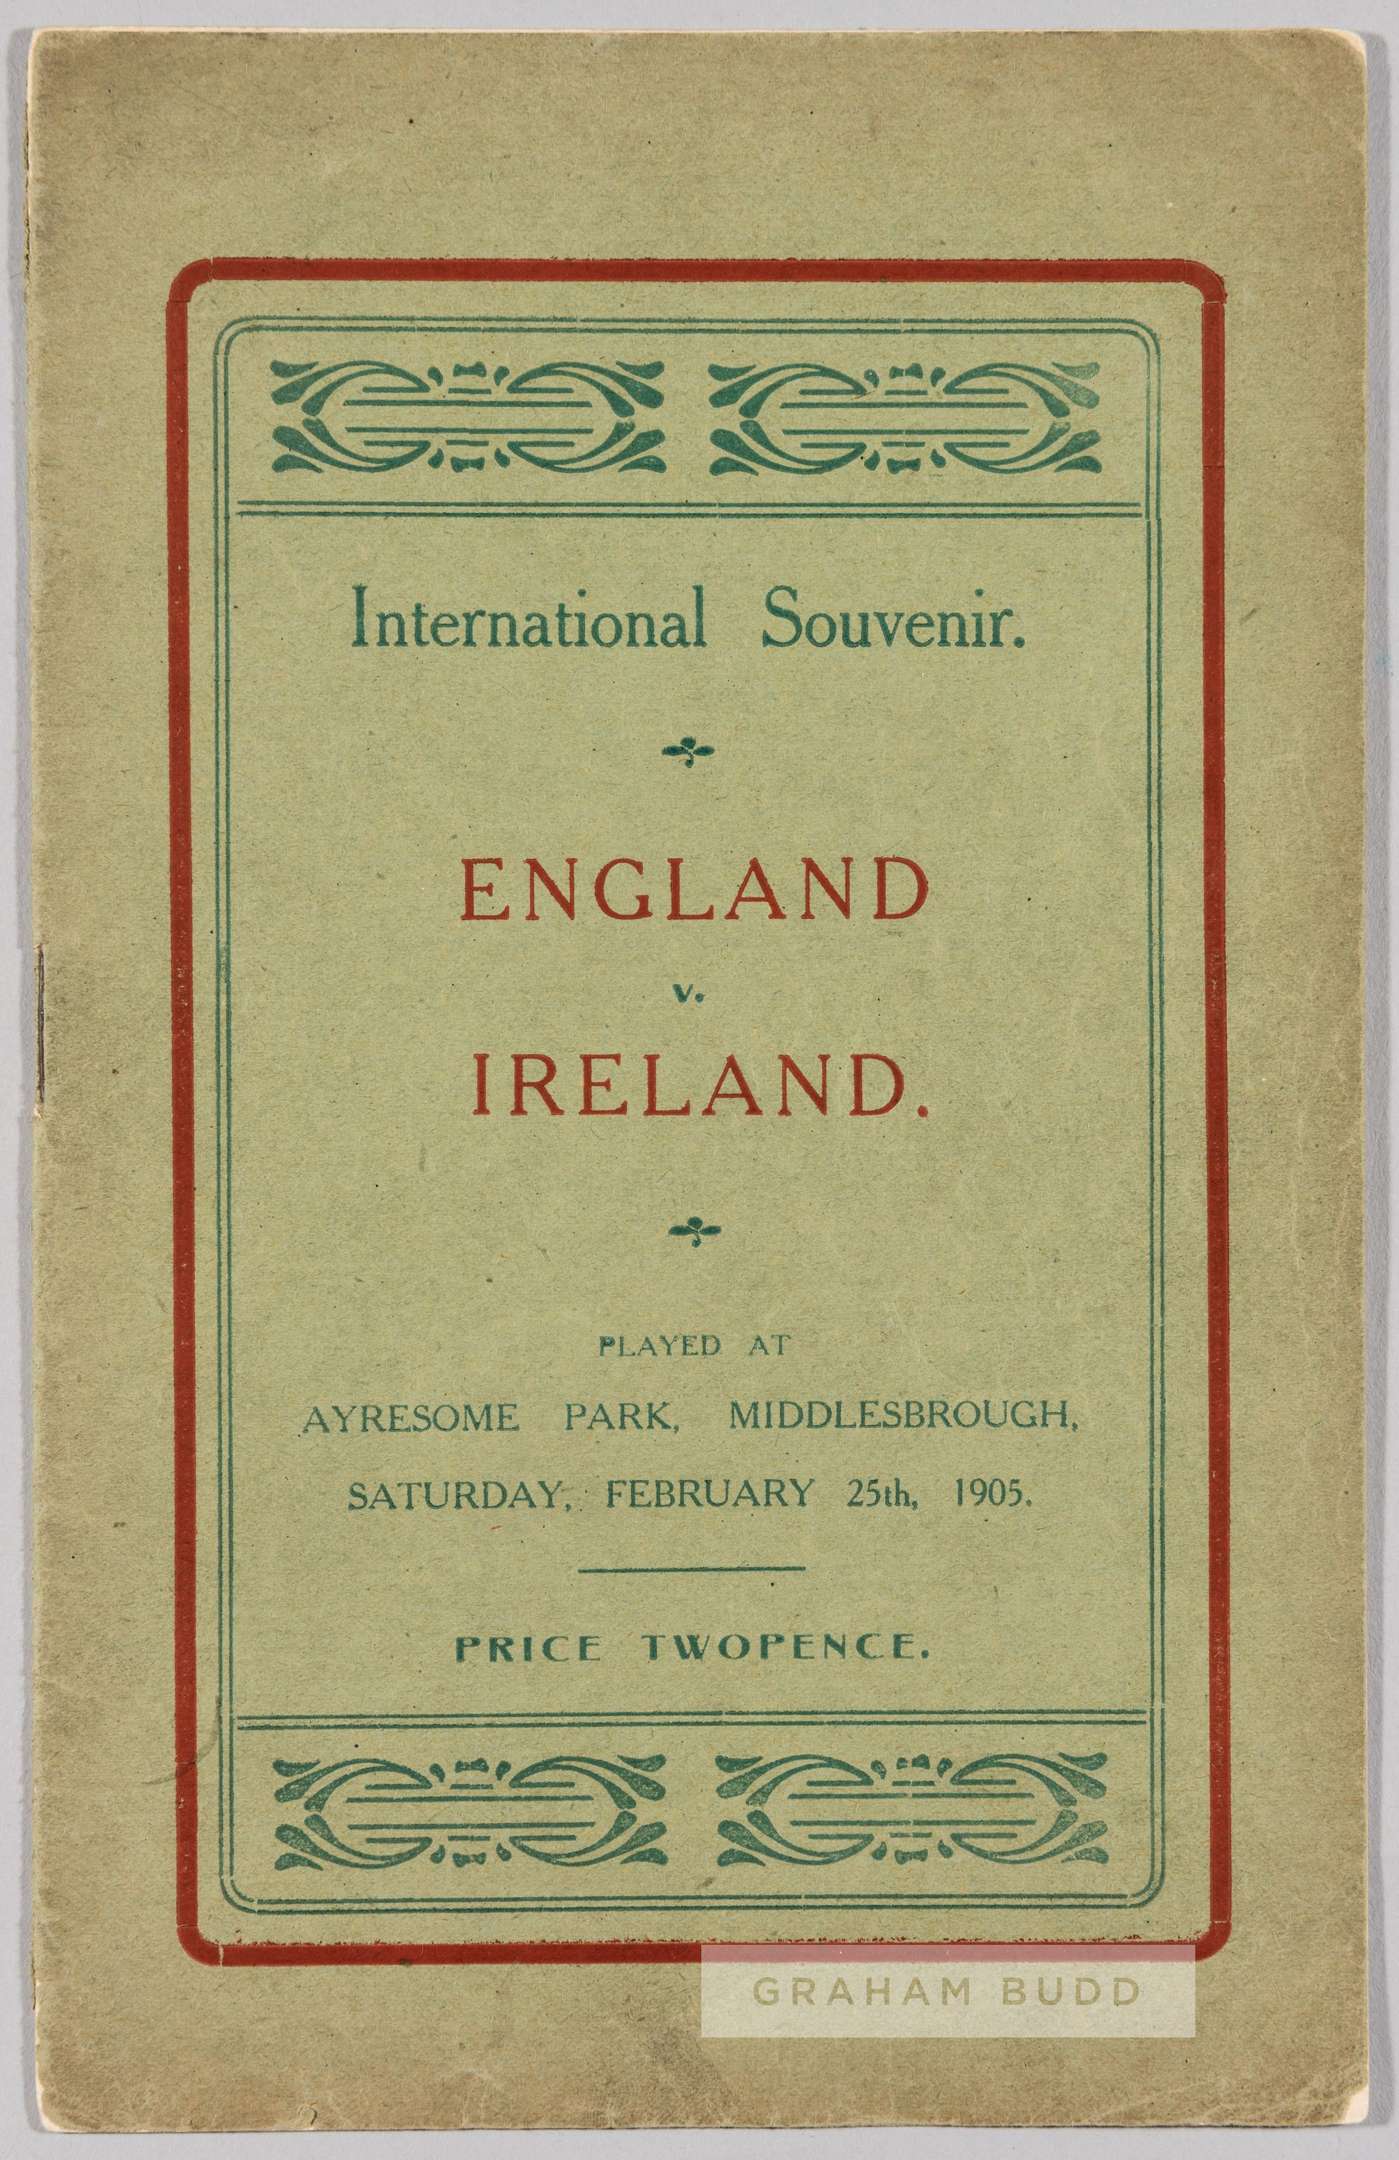 International Souvenir.
ENGLAND
v.
IRELAND.
PLAYED AT
AYRESOME PARK, MIDDLESBROUGH,
SATURDAY, FEBRUARY 25th, 1905.
PRICE TWOPENCE.
GRAHAM BUDD